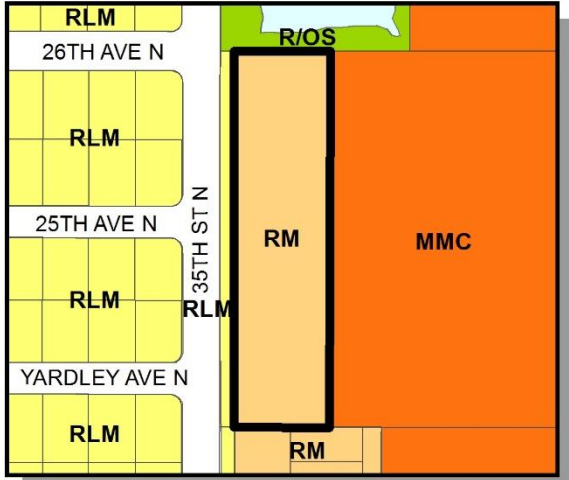 RLM
R/OS
26TH AVE N
RLM
35TH ST N
25TH AVE N
RM
MMC
RLM
RLM
YARDLEY AVE N
RLM
RM